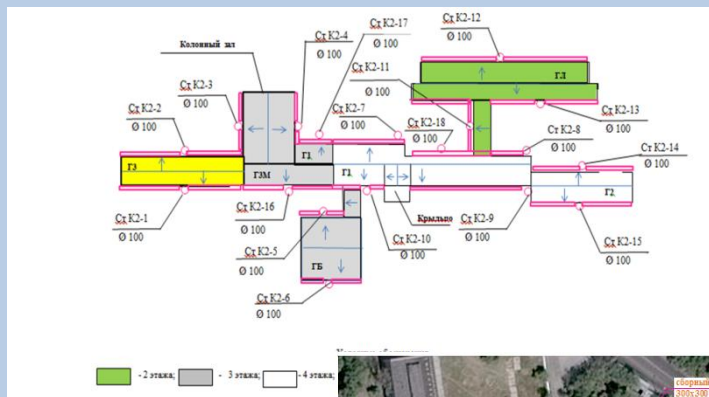 Ст К2-12
Ø 100
Ст К2-17
Ø 100
Ст К2-4
Ø 100
Колонный зал
Ст К2-11
Ø 100
ГЛ
Ст К2-3
Ø 100
Ст К2-2
Ø 100
Ст К2-7
Ø 100
Ст К2-18
Ø 100
Ст К2-13
Ø 100
Ст К2-8
Ø 100
Ст К2-14
Ø 100
Г3
Г3М
Г1
Г1
Г2
Ст К2-1
Ø 100
Ст К2-16
Ø 100
Крыльцо
Ст К2-9
Ø 100
Ст К2-5
Ø 100
Ст К2-10
Ø 100
Ст К2-15
Ø 100
ГБ
Ст К2-6
Ø 100
- 2 этажа;
- 3 этажа;
- 4 этажа;
сборный
300х300